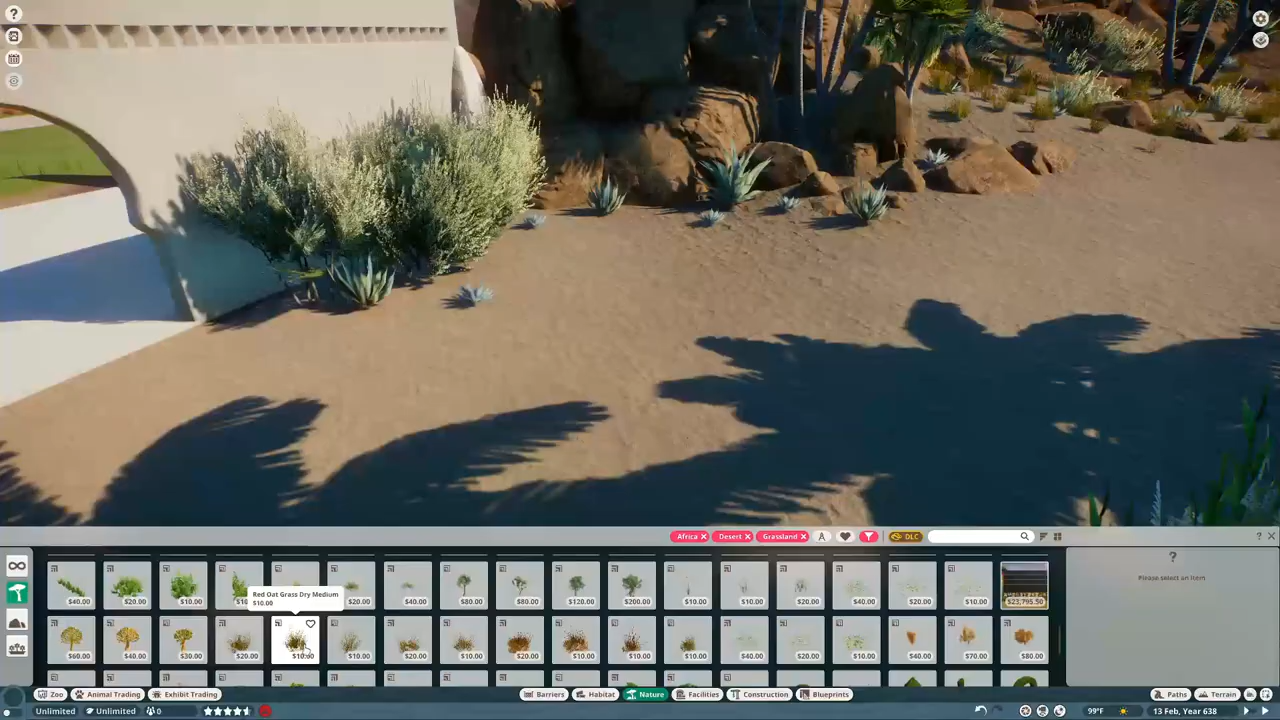 ?
Africa ✕ Desert ✕ Grassland ✕ DLC
? ✕
$40.00 $20.00 $10.00 $20.00 $40.00 $80.00 $80.00 $120.00 $200.00 $10.00 $10.00 $20.00 $40.00 $20.00 $10.00 $23,795.50
Red Oat Grass Dry Medium
$10.00
?
Please select an item
$60.00 $40.00 $30.00 $20.00 $10.00 $10.00 $20.00 $10.00 $20.00 $10.00 $10.00 $10.00 $40.00 $20.00 $10.00 $40.00 $70.00 $80.00
Zoo Animal Trading Exhibit Trading Barriers Habitat Nature Facilities Construction Blueprints Paths Terrain
Unlimited Unlimited 0 99°F 13 Feb, Year 638